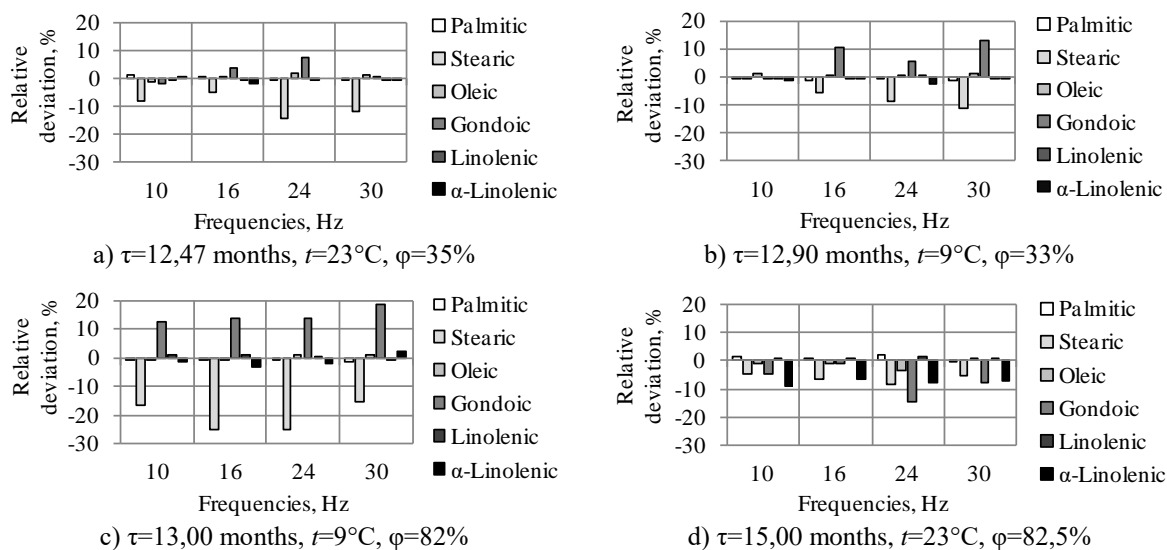 Relative deviation, %
20
10
0
-10
-20
-30
10 16 24 30
Frequencies, Hz
Palmitic
Stearic
Oleic
Gondoic
Linolenic
α-Linolenic
a) τ=12,47 months, t=23°C, φ=35%
Relative deviation, %
20
10
0
-10
-20
-30
10 16 24 30
Frequencies, Hz
Palmitic
Stearic
Oleic
Gondoic
Linolenic
α-Linolenic
b) τ=12,90 months, t=9°C, φ=33%
Relative deviation, %
20
10
0
-10
-20
-30
10 16 24 30
Frequencies, Hz
Palmitic
Stearic
Oleic
Gondoic
Linolenic
α-Linolenic
c) τ=13,00 months, t=9°C, φ=82%
Relative deviation, %
20
10
0
-10
-20
-30
10 16 24 30
Frequencies, Hz
Palmitic
Stearic
Oleic
Gondoic
Linolenic
α-Linolenic
d) τ=15,00 months, t=23°C, φ=82,5%